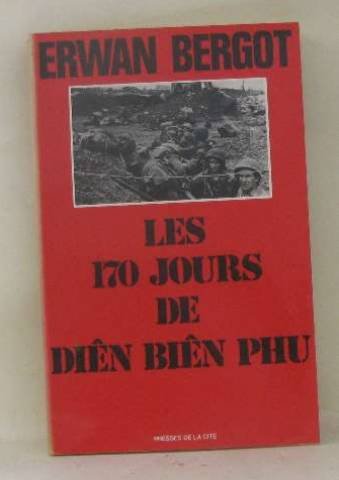 ERWAN BERGOT
LES
170 JOURS
DE
DIÊN BIÊN PHU
PRESSES DE LA CITÉ